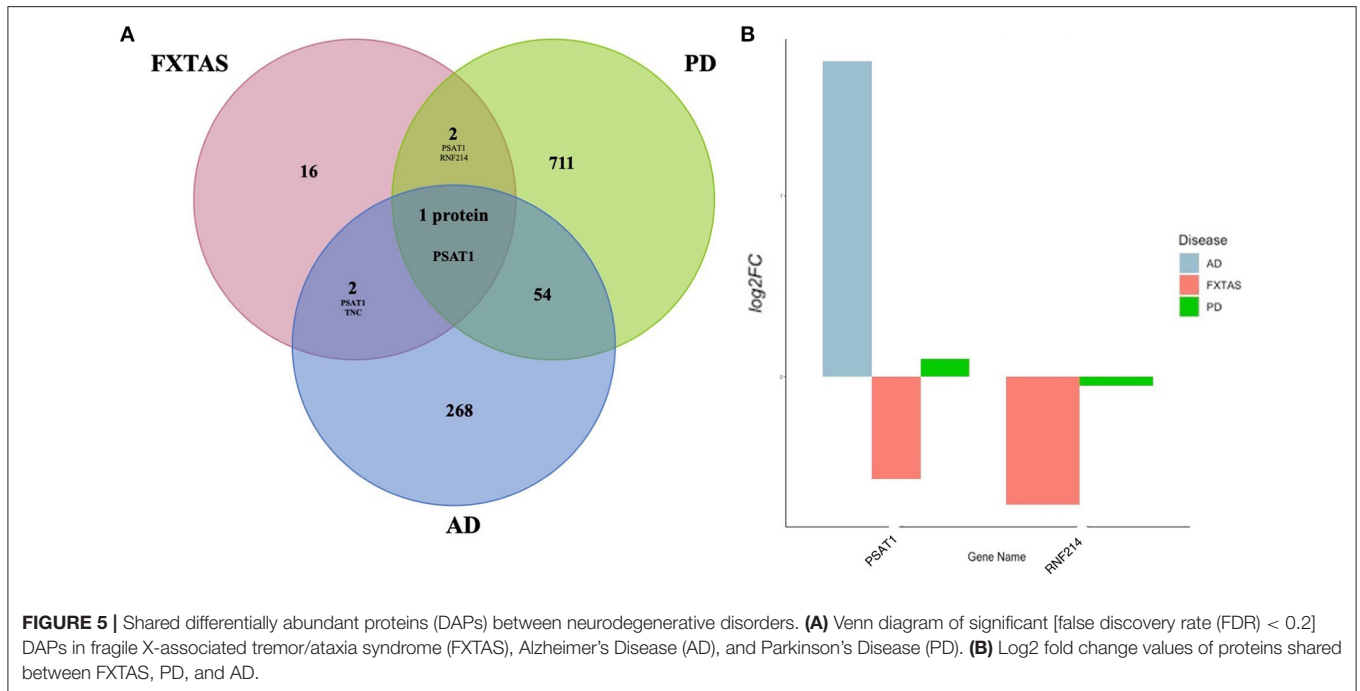 A
FXTAS
PD
2
PSAT1
RNF214
16
711
1 protein
PSAT1
2
PSAT1
TNC
54
268
AD
B
log2FC
1
0
PSAT1
RNF214
Gene Name
Disease
AD
FXTAS
PD
FIGURE 5 | Shared differentially abundant proteins (DAPs) between neurodegenerative disorders. (A) Venn diagram of significant [false discovery rate (FDR) < 0.2]
DAPs in fragile X-associated tremor/ataxia syndrome (FXTAS), Alzheimer's Disease (AD), and Parkinson's Disease (PD). (B) Log2 fold change values of proteins shared
between FXTAS, PD, and AD.